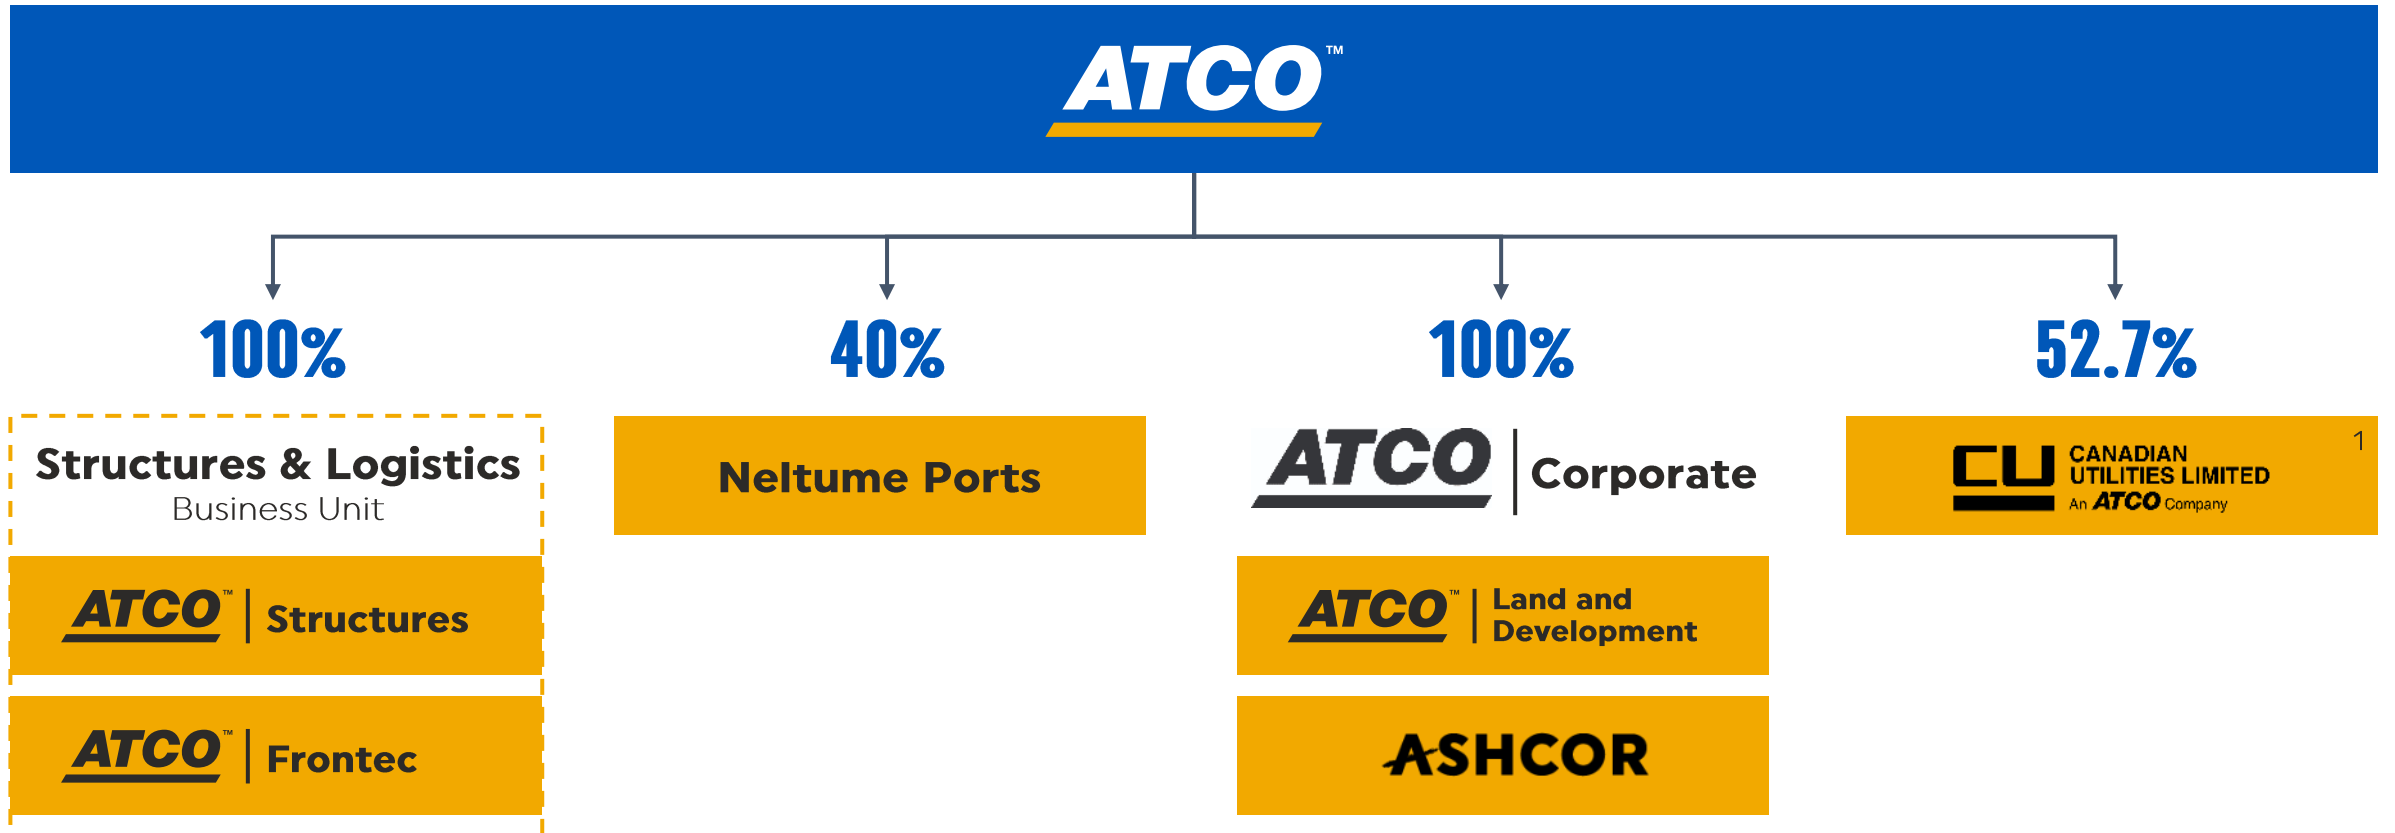 ATCO™
100%
40%
100%
52.7%
Structures & Logistics
Business Unit
ATCO™ | Structures
ATCO™ | Frontec
Neltume Ports
ATCO | Corporate
ATCO™ | Land and
Development
ASHCOR
CU CANADIAN
UTILITIES LIMITED
An ATCO Company
1